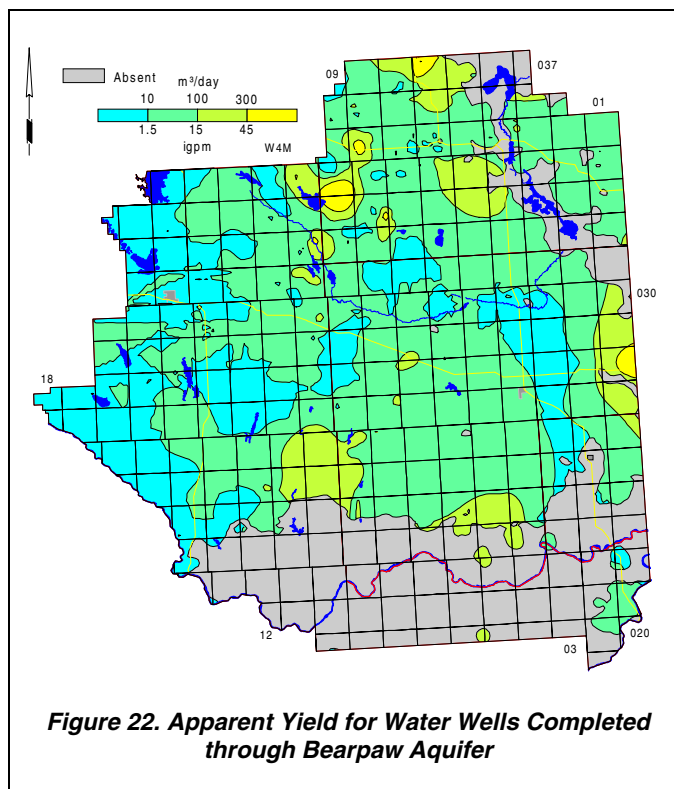 037
09
Absent
m³/day
10 100 300
01
1.5 15 45
igpm W4M
030
18
12
020
03
Figure 22. Apparent Yield for Water Wells Completed
through Bearpaw Aquifer